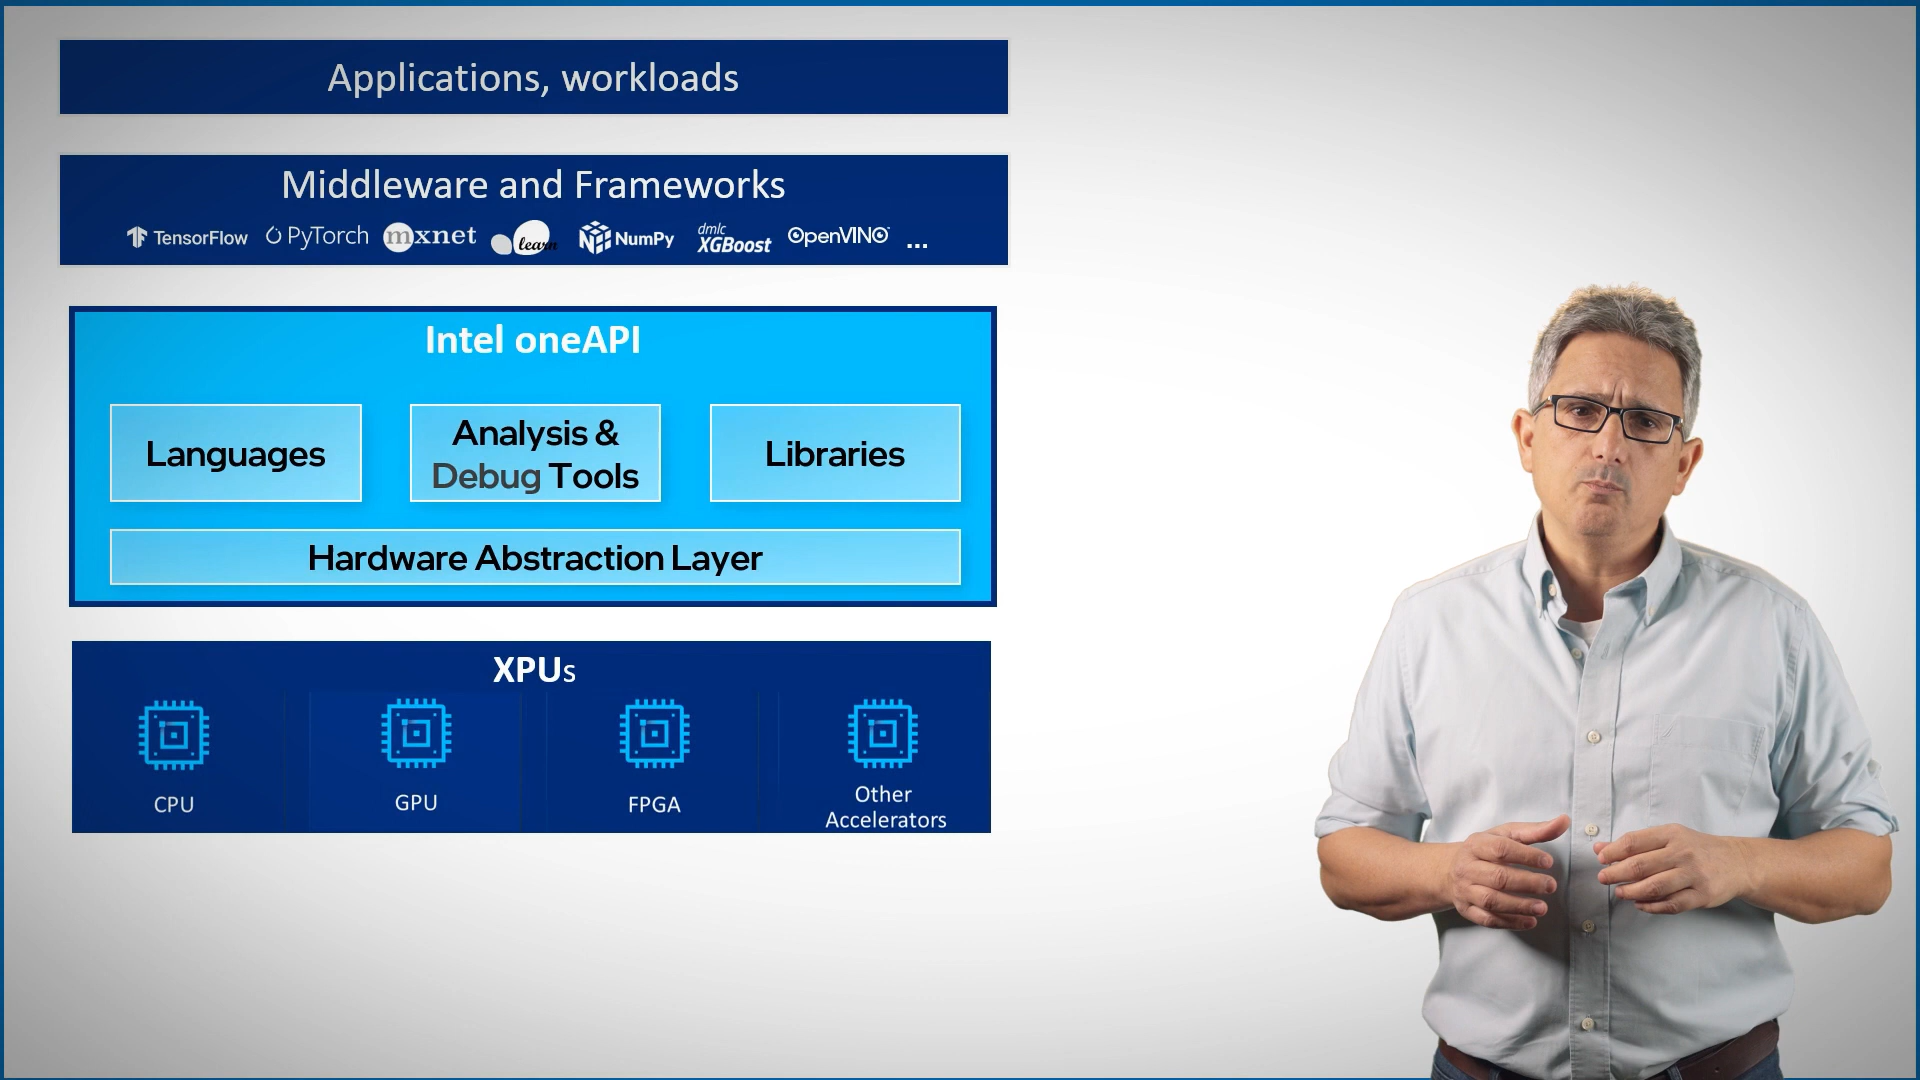 Applications, workloads
Middleware and Frameworks
TensorFlow PyTorch mxnet learn NumPy dmlc XGBoost OpenVINO ...
Intel oneAPI
Languages
Analysis &
Debug Tools
Libraries
Hardware Abstraction Layer
XPUs
CPU
GPU
FPGA
Other
Accelerators